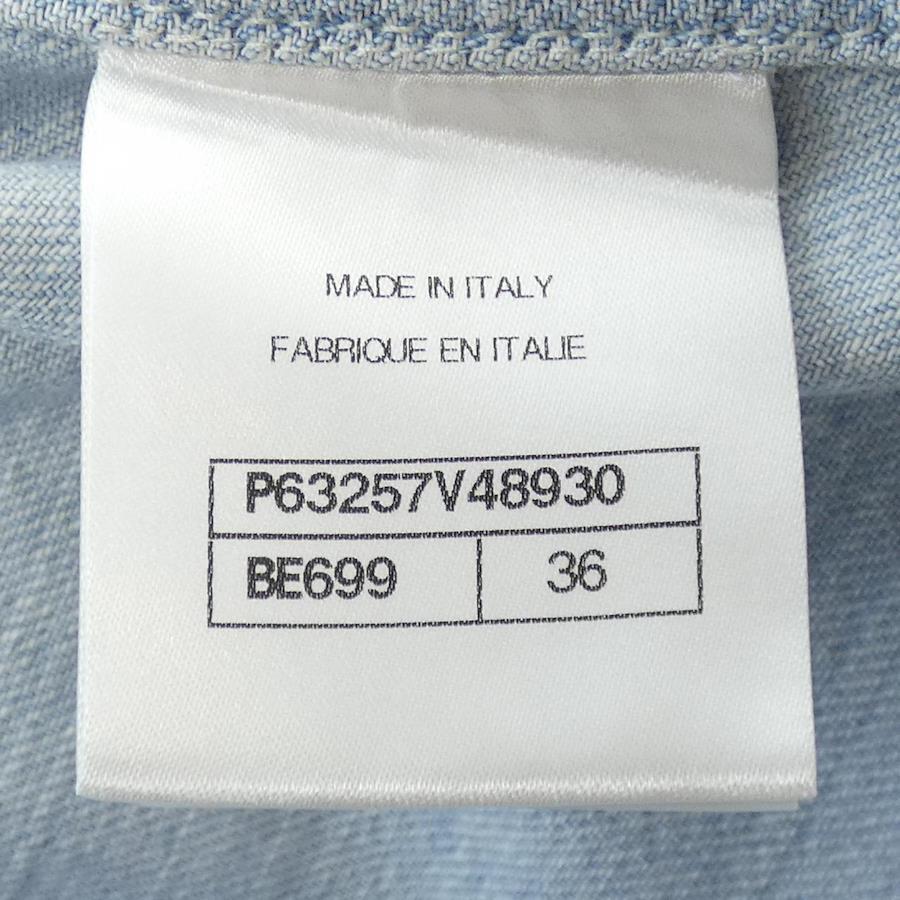 MADE IN ITALY
FABRIQUE EN ITALIE
P63257V48930
BE699 36